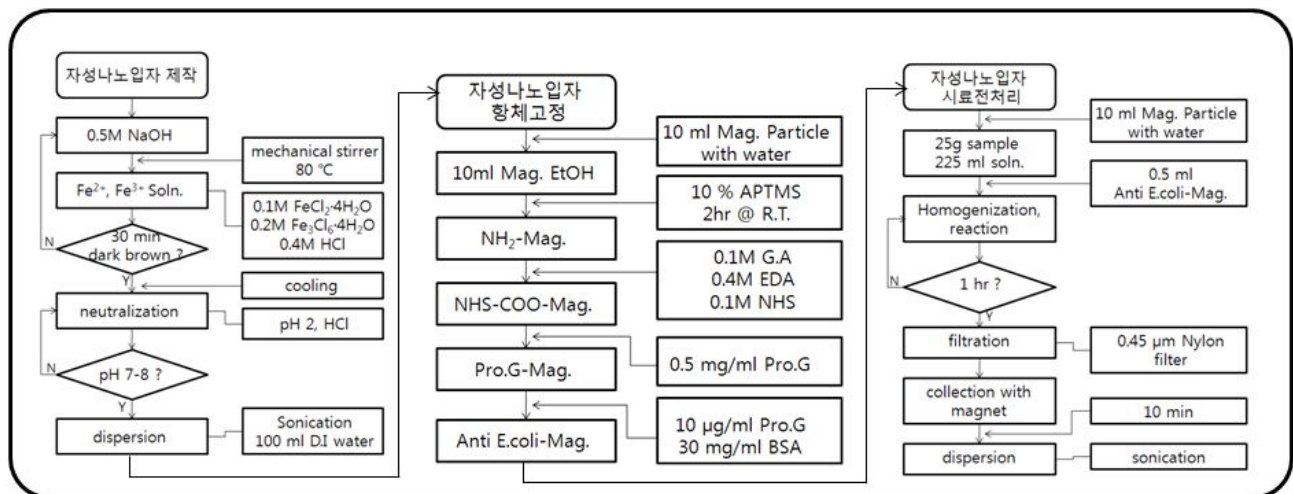 자성나노입자 제작
0.5M NaOH
mechanical stirrer
80 ℃
Fe²⁺, Fe³⁺ Soln.
0.1M FeCl₂·4H₂O
0.2M Fe₃Cl₆·4H₂O
0.4M HCl
30 min
dark brown ?
N
Y
cooling
neutralization
pH 2, HCl
N
pH 7-8 ?
Y
dispersion
Sonication
100 ml D.I water
자성나노입자
항체고정
10 ml Mag. Particle
with water
10ml Mag. EtOH
10 % APTMS
2hr @ R.T.
NH₂-Mag.
0.1M G.A
0.4M EDA
0.1M NHS
NHS-COO-Mag.
0.5 mg/ml Pro.G
Pro.G-Mag.
10 μg/ml Pro.G
30 mg/ml BSA
Anti E.coli-Mag.
자성나노입자
시료전처리
10 ml Mag. Particle
with water
25g sample
225 ml soln.
0.5 ml
Anti E.coli-Mag.
Homogenization,
reaction
N
1 hr ?
Y
filtration
0.45 μm Nylon
filter
collection with
magnet
10 min
dispersion
sonication